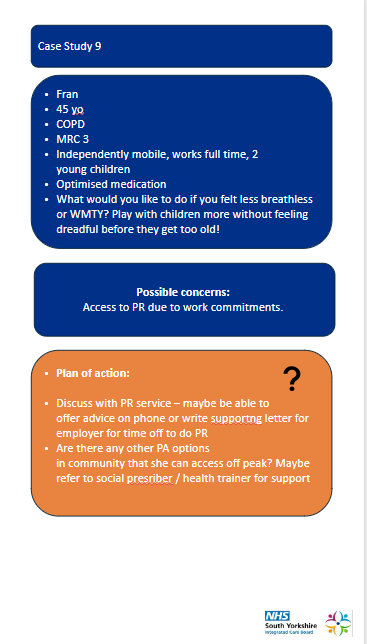 Case Study 9
• Fran
• 45 yo
• COPD
• MRC 3
• Independently mobile, works full time, 2
young children
• Optimised medication
• What would you like to do if you felt less breathless
or WMTY? Play with children more without feeling
dreadful before they get too old!
Possible concerns:
Access to PR due to work commitments.
?
• Plan of action:
• Discuss with PR service – maybe be able to
offer advice on phone or write supportng letter for
employer for time off to do PR
• Are there any other PA options
in community that she can access off peak? Maybe
refer to social presriber / health trainer for support
NHS
South Yorkshire
Integrated Care Board